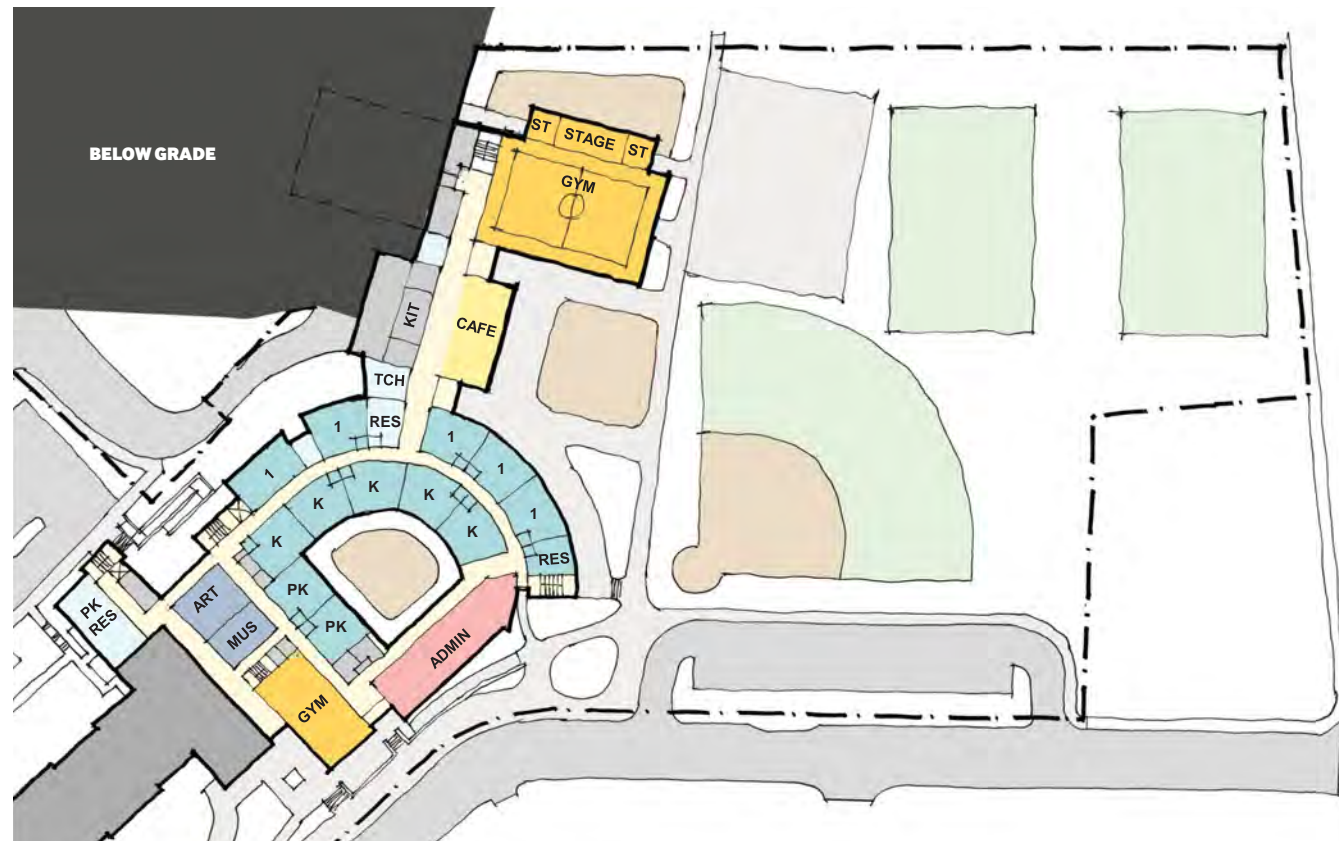 BELOW GRADE
ST
STAGE
ST
GYM
KIT
CAFE
TCH
RES
1
1
1
1
1
K
K
K
K
K
PK
PK
RES
ART
MUS
PK
RES
ADMIN
GYM